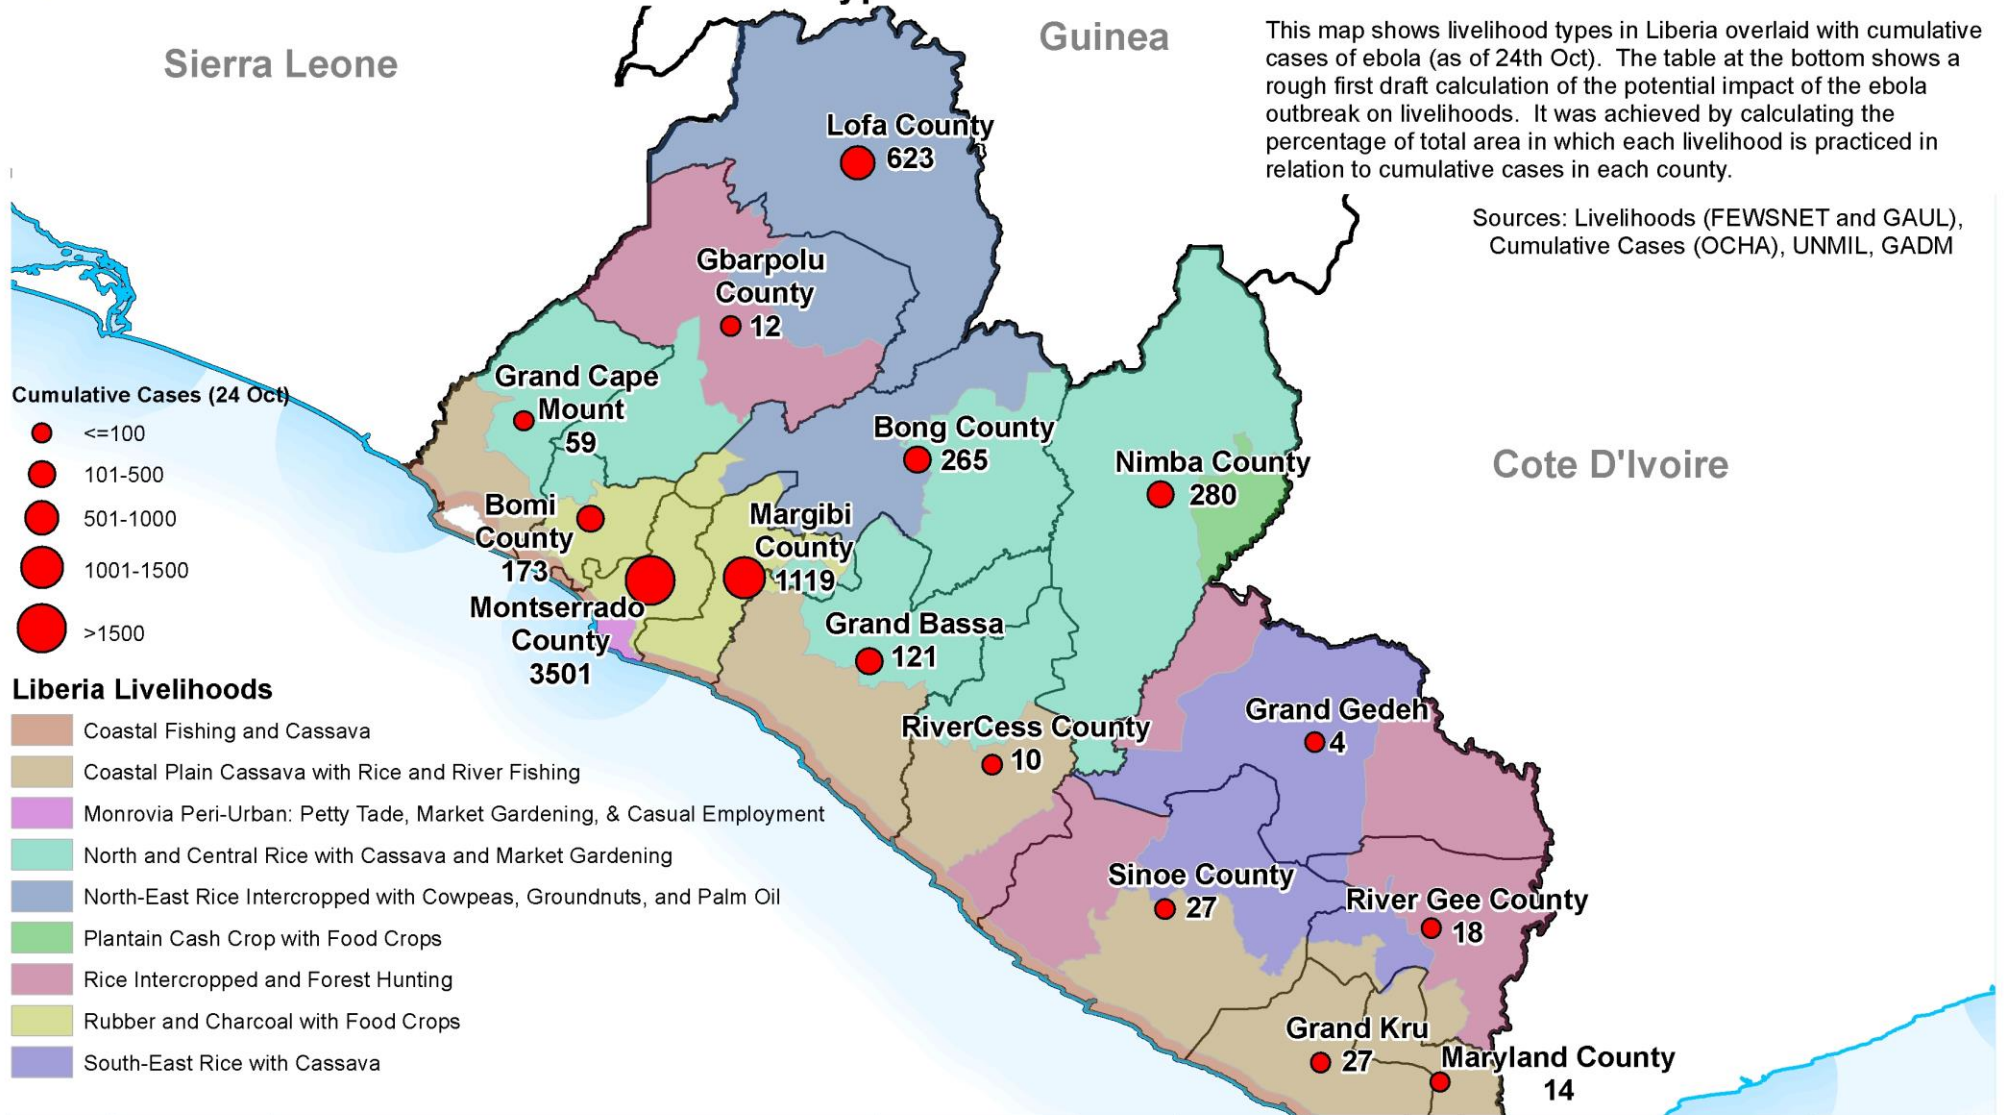 Sierra Leone
Guinea
This map shows livelihood types in Liberia overlaid with cumulative
cases of ebola (as of 24th Oct).  The table at the bottom shows a
rough first draft calculation of the potential impact of the ebola
outbreak on livelihoods.  It was achieved by calculating the
percentage of total area in which each livelihood is practiced in
relation to cumulative cases in each county.
Sources: Livelihoods (FEWSNET and GAUL),
Cumulative Cases (OCHA), UNMIL, GADM
Lofa County
623
Gbarpolu
County
12
Grand Cape
Mount
59
Bong County
265
Nimba County
280
Cote D'Ivoire
Bomi
County
173
Margibi
County
1119
Montserrado
County
3501
Grand Bassa
121
RiverCess County
10
Grand Gedeh
4
Sinoe County
27
River Gee County
18
Grand Kru
27
Maryland County
14
Cumulative Cases (24 Oct)
<=100
101-500
501-1000
1001-1500
>1500
Liberia Livelihoods
Coastal Fishing and Cassava
Coastal Plain Cassava with Rice and River Fishing
Monrovia Peri-Urban: Petty Tade, Market Gardening, & Casual Employment
North and Central Rice with Cassava and Market Gardening
North-East Rice Intercropped with Cowpeas, Groundnuts, and Palm Oil
Plantain Cash Crop with Food Crops
Rice Intercropped and Forest Hunting
Rubber and Charcoal with Food Crops
South-East Rice with Cassava